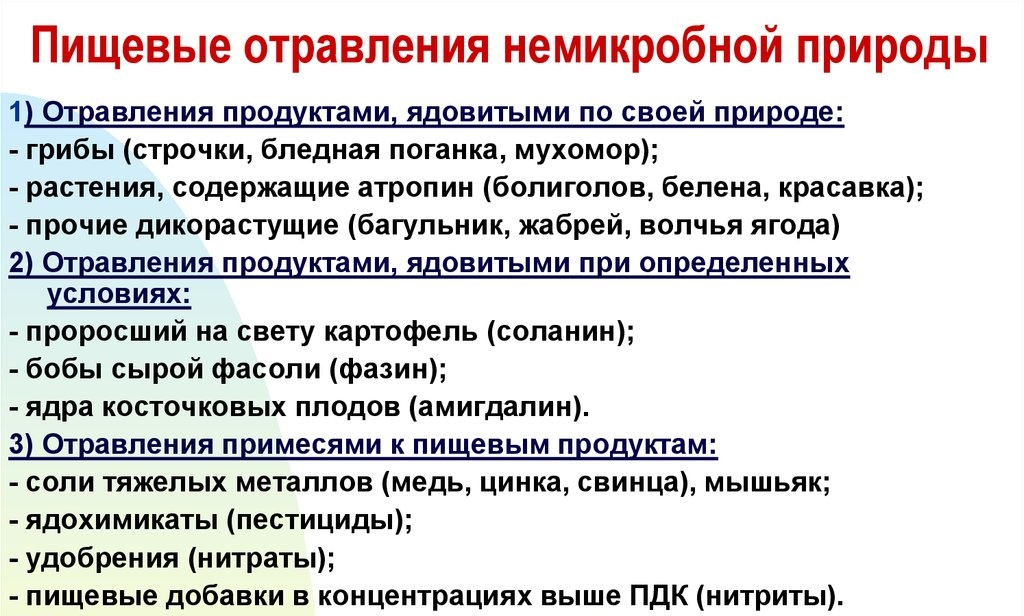 Пищевые отравления немикробной природы
1) Отравления продуктами, ядовитыми по своей природе:
- грибы (строчки, бледная поганка, мухомор);
- растения, содержащие атропин (болиголов, белена, красавка);
- прочие дикорастущие (багульник, жабрей, волчья ягода)
2) Отравления продуктами, ядовитыми при определенных
условиях:
- проросший на свету картофель (соланин);
- бобы сырой фасоли (фазин);
- ядра косточковых плодов (амигдалин).
3) Отравления примесями к пищевым продуктам:
- соли тяжелых металлов (медь, цинка, свинца), мышьяк;
- ядохимикаты (пестициды);
- удобрения (нитраты);
- пищевые добавки в концентрациях выше ПДК (нитриты).